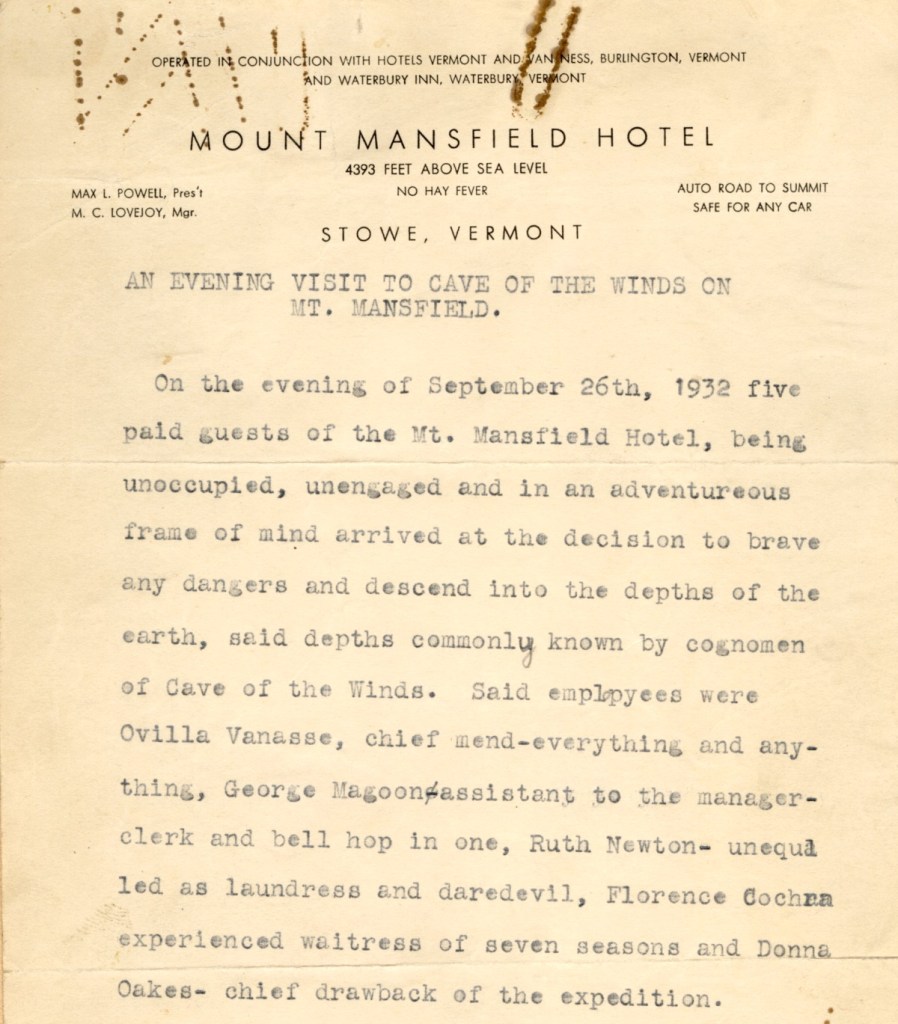 OPERATED IN CONJUNCTION WITH HOTELS VERMONT AND VAN NESS, BURLINGTON, VERMONT
AND WATERBURY INN, WATERBURY, VERMONT
MOUNT MANSFIELD HOTEL
4393 FEET ABOVE SEA LEVEL
NO HAY FEVER
MAX L. POWELL, Pres't
M. C. LOVEJOY, Mgr.
AUTO ROAD TO SUMMIT
SAFE FOR ANY CAR
STOWE, VERMONT
AN EVENING VISIT TO CAVE OF THE WINDS ON
MT. MANSFIELD.
On the evening of September 26th, 1932 five
paid guests of the Mt. Mansfield Hotel, being
unoccupied, unengaged and in an adventureous
frame of mind arrived at the decision to brave
any dangers and descend into the depths of the
earth, said depths commonly known by cognomen
of Cave of the Winds. Said emplpyees were
Ovilla Vanasse, chief mend-everything and any-
thing, George Magoon-assistant to the manager-
clerk and bell hop in one, Ruth Newton- unequa
led as laundress and daredevil, Florence Cochra
experienced waitress of seven seasons and Donna
Oakes- chief drawback of the expedition.